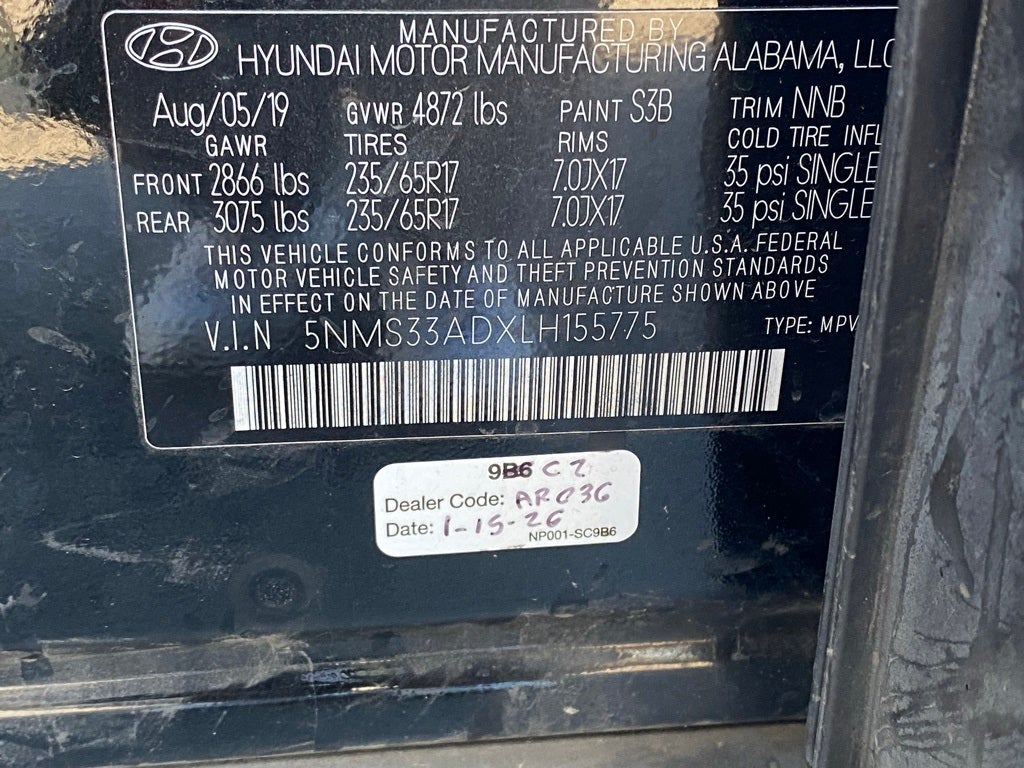 MANUFACTURED BY
HYUNDAI MOTOR MANUFACTURING ALABAMA, LLC
Aug/05/19 GVWR 4872 lbs PAINT S3B TRIM NNB
GAWR TIRES RIMS COLD TIRE INFL
FRONT 2866 lbs 235/65R17 7.0JX17 35 psi SINGLE
REAR 3075 lbs 235/65R17 7.0JX17 35 psi SINGLE
THIS VEHICLE CONFORMS TO ALL APPLICABLE U.S.A. FEDERAL
MOTOR VEHICLE SAFETY AND THEFT PREVENTION STANDARDS
IN EFFECT ON THE DATE OF MANUFACTURE SHOWN ABOVE
V.I.N 5NMS33ADXLH155775 TYPE: MPV
9B6 C2
Dealer Code: AR036
Date: 1-15-26
NP001-SC9B6